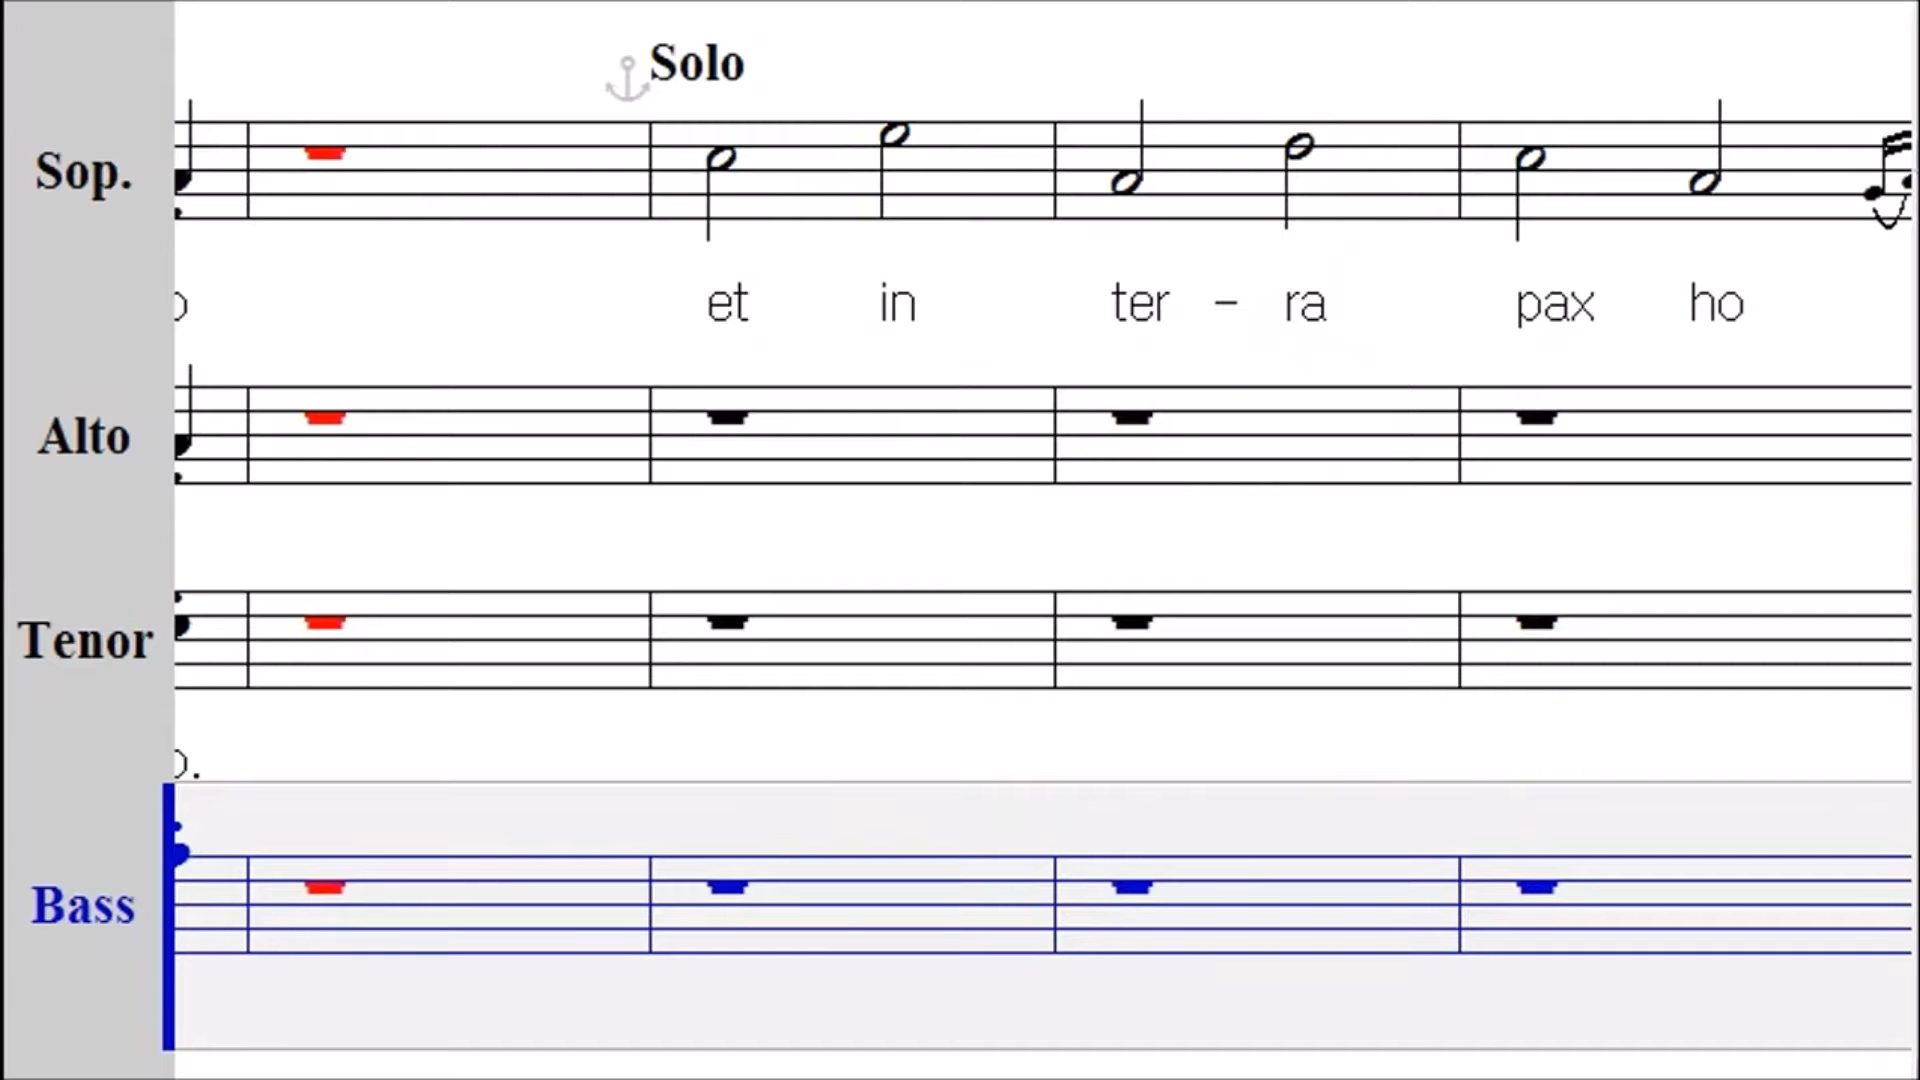 Solo
Sop.
et in ter - ra pax ho
Alto
Tenor
Bass